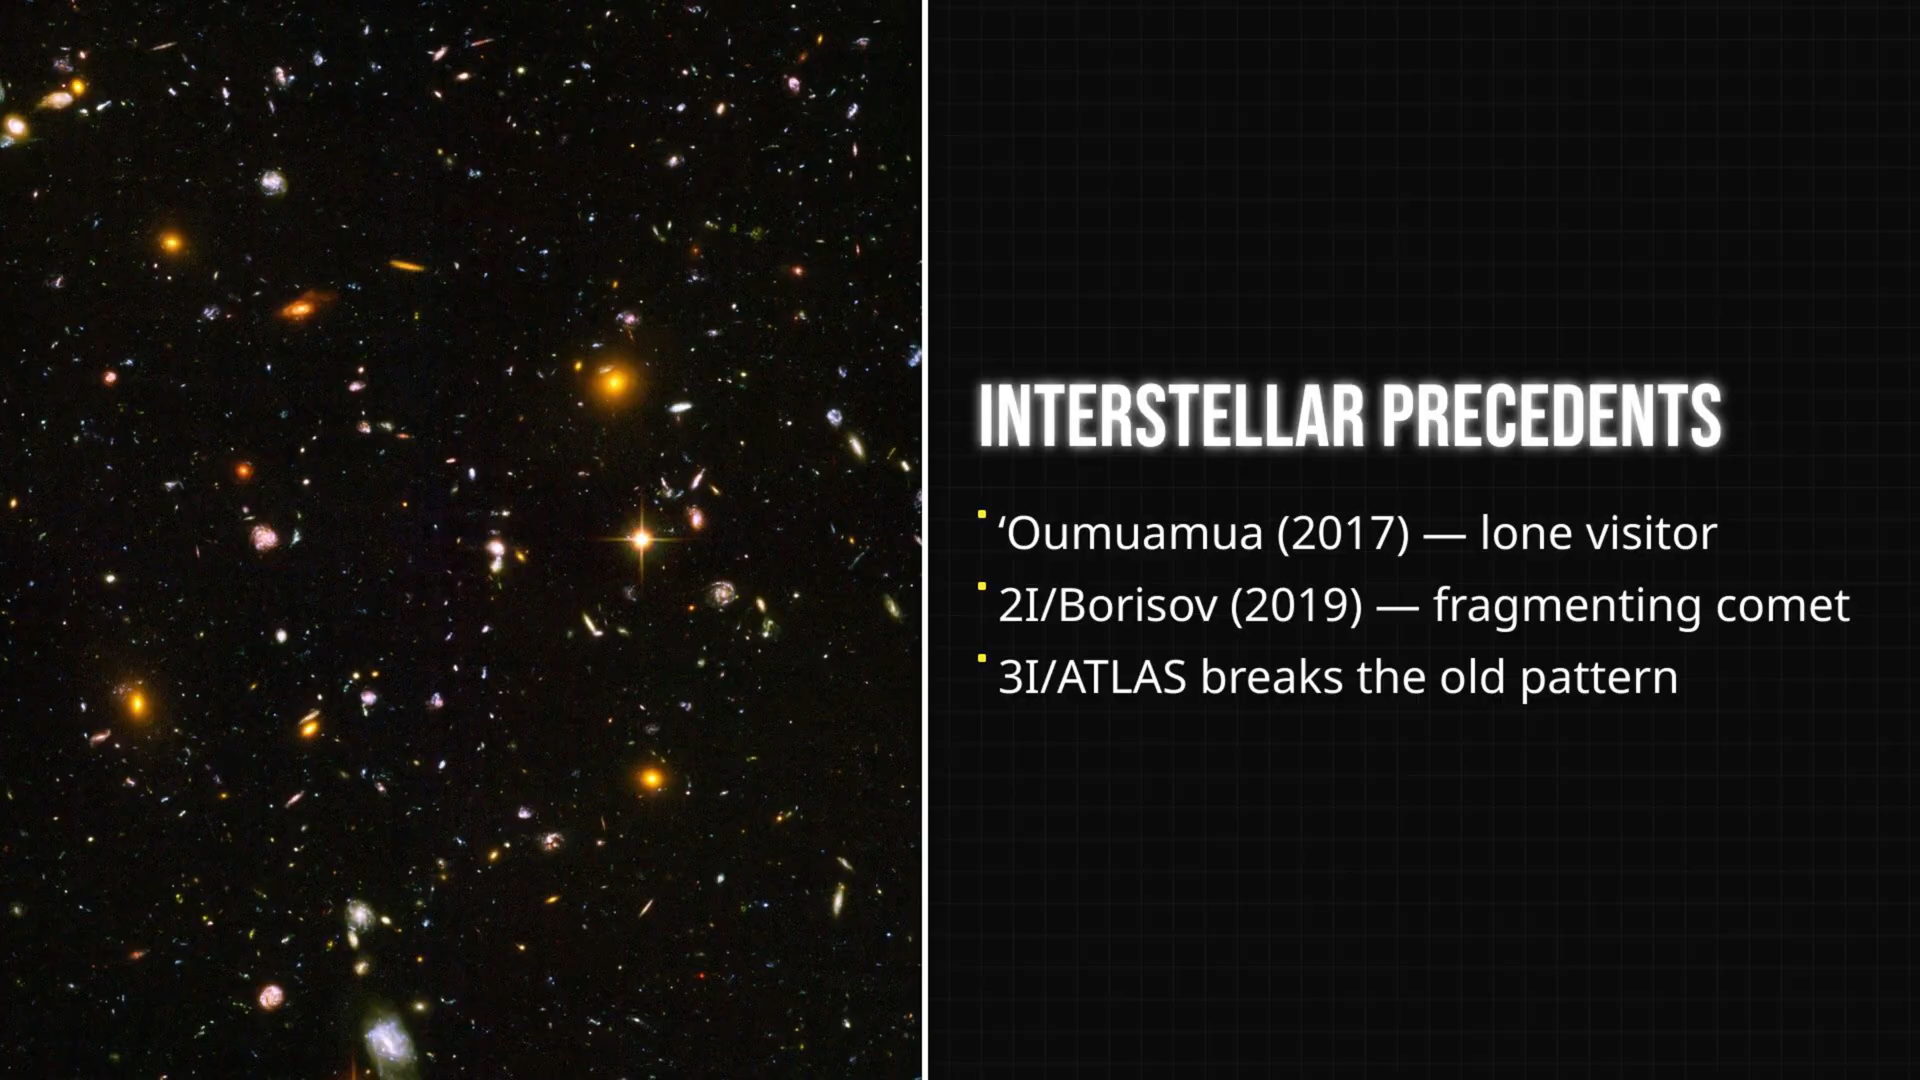 INTERSTELLAR PRECEDENTS
‘Oumuamua (2017) — lone visitor
2I/Borisov (2019) — fragmenting comet
3I/ATLAS breaks the old pattern